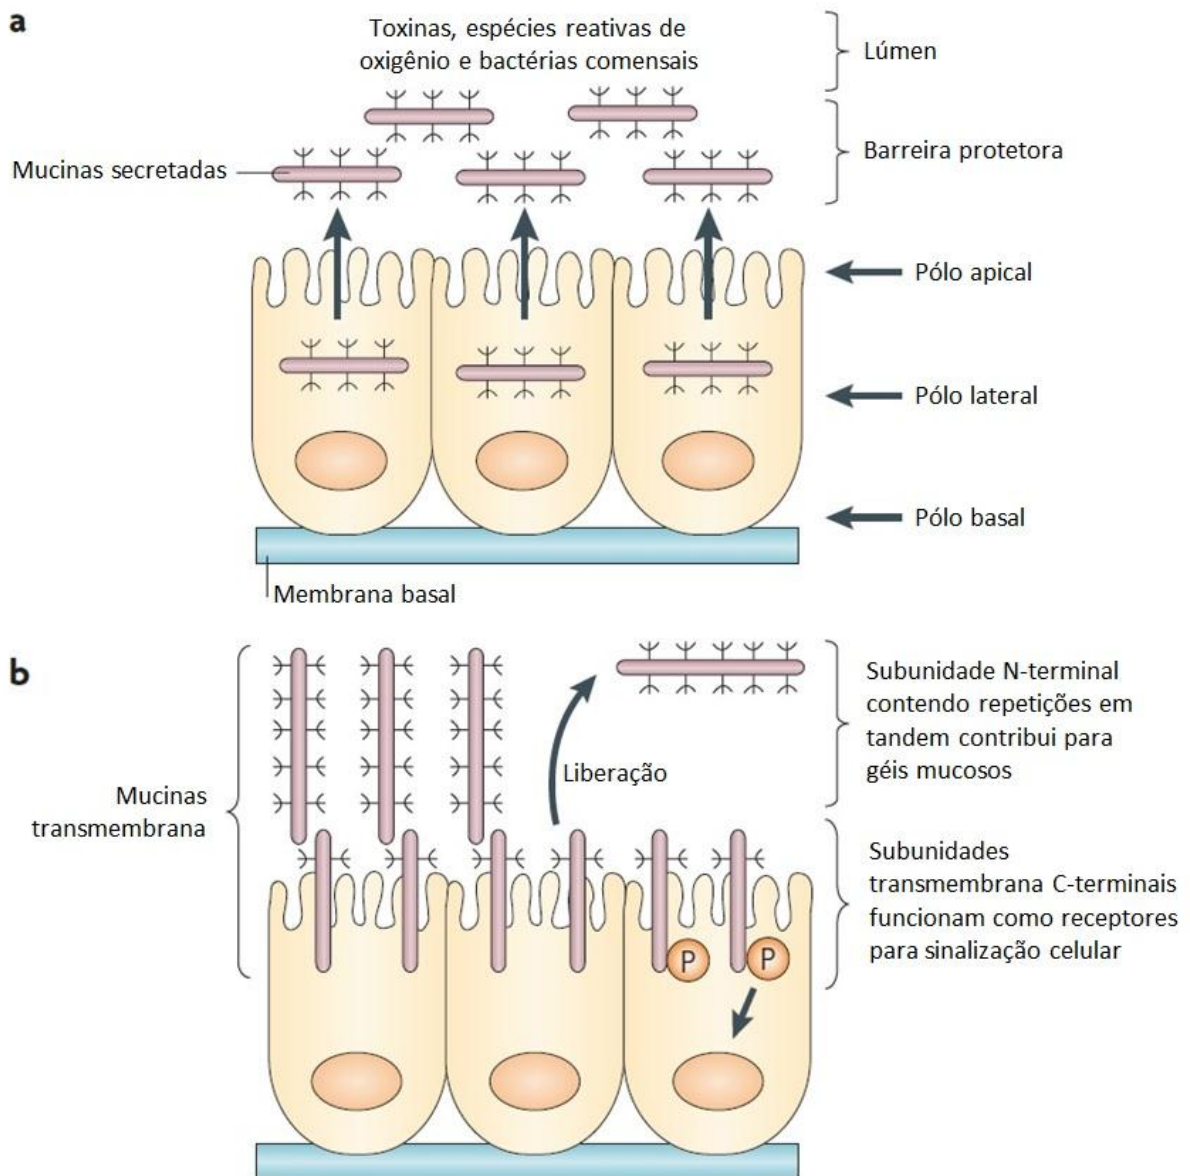 a
Toxinas, espécies reativas de
oxigênio e bactérias comensais
Lúmen
Barreira protetora
Mucinas secretadas
Pólo apical
Pólo lateral
Pólo basal
Membrana basal
b
Mucinas
transmembrana
Liberação
Subunidade N-terminal
contendo repetições em
tandem contribui para
géis mucosos
Subunidades
transmembrana C-terminais
funcionam como receptores
para sinalização celular
P
P